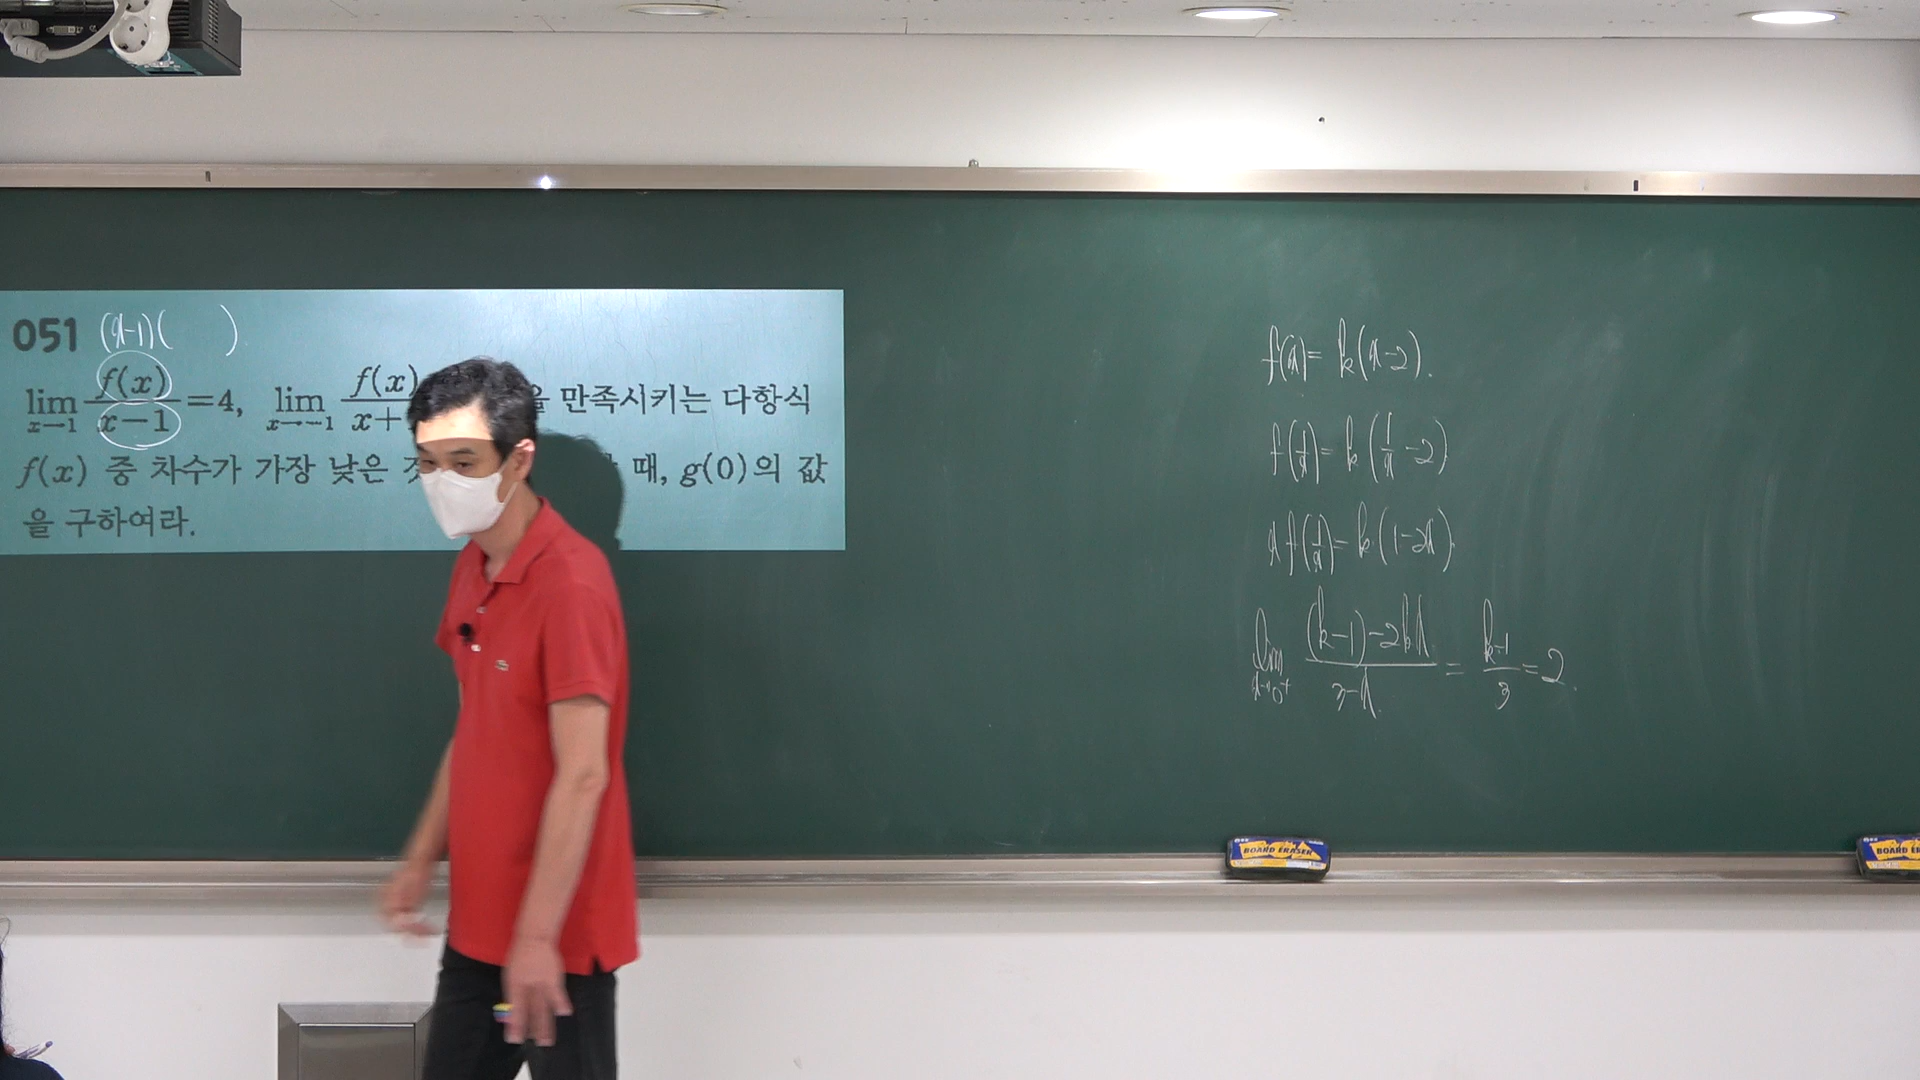 051 (x-1)( )
lim x→1 f(x)/x-1 =4, lim x→-1 f(x)/x+ 을 만족시키는 다항식
f(x) 중 차수가 가장 낮은 때, g(0)의 값
을 구하여라.
f(x)= k(x-2).
f(1/x)= k(1/x -2)
x f(1/x)= k(1-2x)
lim x→0+ (k-1)-2kx / 3-x = k-1 / 3 =2.
BOARD ERASER
BOARD